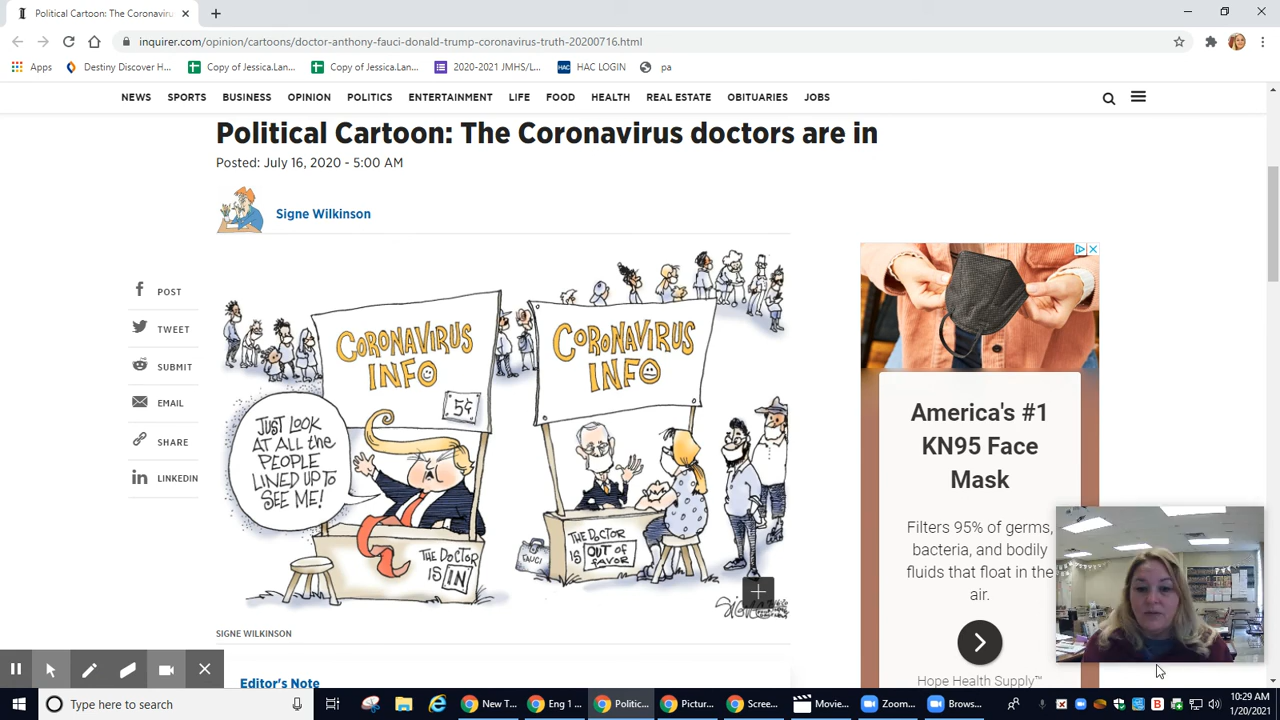 Political Cartoon: The Coronaviru
inquirer.com/opinion/cartoons/doctor-anthony-fauci-donald-trump-coronavirus-truth-20200716.html
Apps
Destiny Discover H...
Copy of Jessica.Lan...
Copy of Jessica.Lan...
2020-2021 JMHS/L...
HAC
HAC LOGIN
pa
NEWS SPORTS BUSINESS OPINION POLITICS ENTERTAINMENT LIFE FOOD HEALTH REAL ESTATE OBITUARIES JOBS
Political Cartoon: The Coronavirus doctors are in
Posted: July 16, 2020 - 5:00 AM
Signe Wilkinson
POST
TWEET
SUBMIT
EMAIL
SHARE
LINKEDIN
CORONAVIRUS
INFO
5¢
JUST LOOK
AT ALL the
PEOPLE
LINED UP TO
SEE ME!
THE DOCTOR
IS IN
CORONAVIRUS
INFO
FAUCI
THE DOCTOR
IS OUT OF
FAVOR
SIGNE WILKINSON
Editor's Note
America's #1
KN95 Face
Mask
Filters 95% of germs,
bacteria, and bodily
fluids that float in the
air.
Hope Health Supply™
Type here to search
New T...
Eng 1 ...
Politic...
Pictur...
Scree...
Movie...
Zoom...
Brows...
10:29 AM
1/20/2021